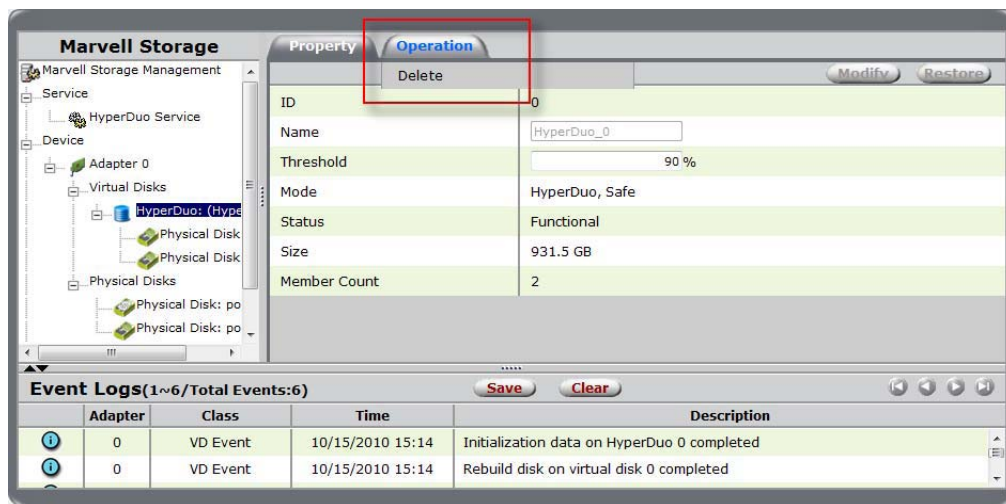 Marvell Storage
Property Operation
Delete
Modify Restore
Marvell Storage Management
Service
HyperDuo Service
Device
Adapter 0
Virtual Disks
HyperDuo: (Hype
Physical Disk
Physical Disk
Physical Disks
Physical Disk: po
Physical Disk: po
ID 0
Name HyperDuo_0
Threshold 90 %
Mode HyperDuo, Safe
Status Functional
Size 931.5 GB
Member Count 2
Event Logs(1~6/Total Events:6) Save Clear
Adapter Class Time Description
0 VD Event 10/15/2010 15:14 Initialization data on HyperDuo 0 completed
0 VD Event 10/15/2010 15:14 Rebuild disk on virtual disk 0 completed